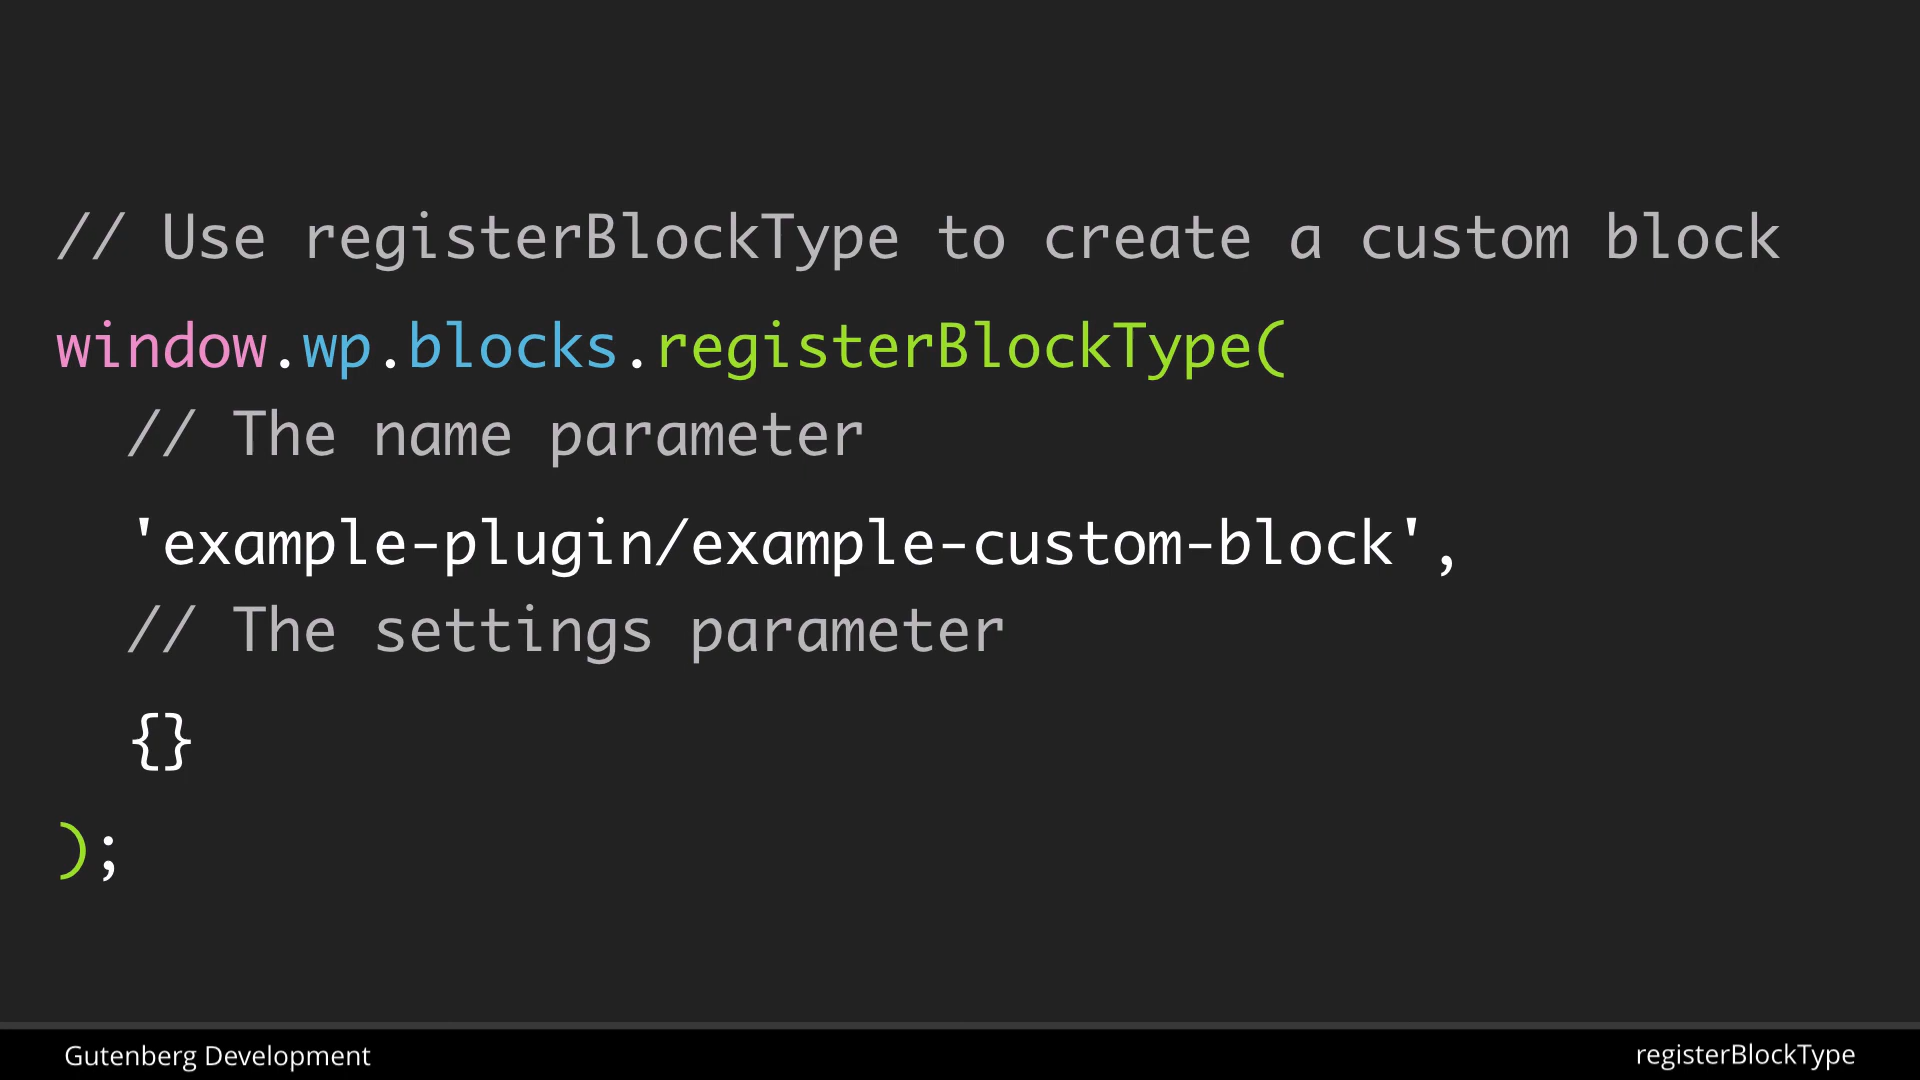 // Use registerBlockType to create a custom block
window.wp.blocks.registerBlockType(
// The name parameter
'example-plugin/example-custom-block',
// The settings parameter
{}
);
Gutenberg Development
registerBlockType